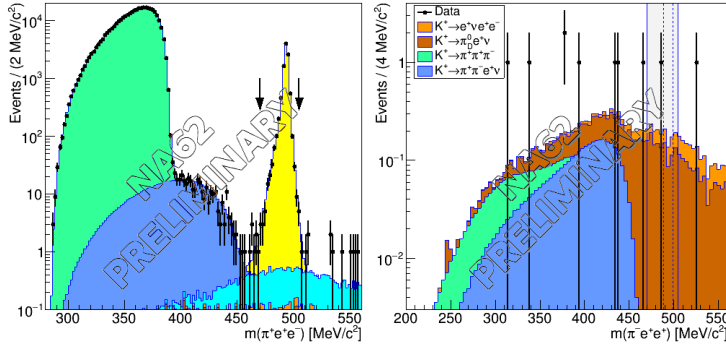 Events / (2 MeV/c²)
10⁴
10³
10²
10
1
10⁻¹
300 350 400 450 500 550
m(π⁺e⁺e⁻) [MeV/c²]
NA62
PRELIMINARY
Events / (4 MeV/c²)
1
10⁻¹
10⁻²
200 250 300 350 400 450 500 550
m(π⁻e⁺e⁺) [MeV/c²]
Data
K⁺→e⁺νe⁺e⁻
K⁺→π⁰_D e⁺ν
K⁺→π⁺π⁺π⁻
K⁺→π⁺π⁻e⁺ν
NA62
PRELIMINARY